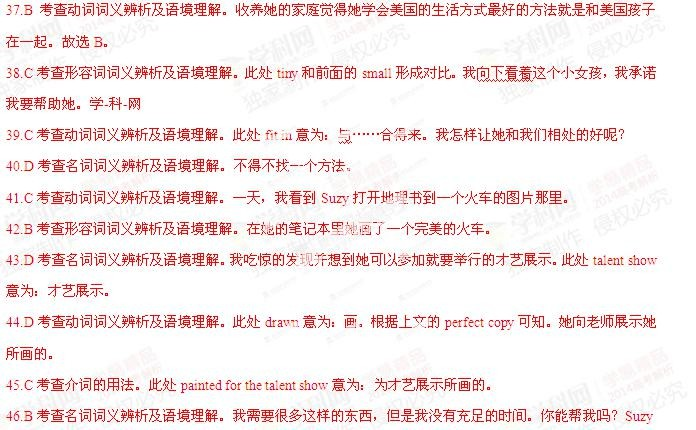 37.B 考查动词词义辨析及语境理解。收养她的家庭觉得她学会美国的生活方式最好的方法就是和美国孩子
在一起。故选 B。
38.C 考查形容词词义辨析及语境理解。此处 tiny 和前面的 small 形成对比。我向下看着这个小女孩，我承诺
我要帮助她。学-科-网
39.C 考查动词词义辨析及语境理解。此处 fit in 意为：与……合得来。我怎样让她和我们相处的好呢？
40.D 考查名词词义辨析及语境理解。不得不找一个方法。
41.C 考查动词词义辨析及语境理解。一天，我看到 Suzy 打开地理书到一个火车的图片那里。
42.B 考查形容词词义辨析及语境理解。在她的笔记本里她画了一个完美的火车。
43.D 考查名词词义辨析及语境理解。我吃惊的发现并想到她可以参加就要举行的才艺展示。此处 talent show
意为：才艺展示。
44.D 考查动词词义辨析及语境理解。此处 drawn 意为：画。根据上文的 perfect copy 可知。她向老师展示她
所画的。
45.C 考查介词的用法。此处 painted for the talent show 意为：为才艺展示所画的。
46.B 考查名词词义辨析及语境理解。我需要很多这样的东西，但是我没有充足的时间。你能帮我吗？Suzy